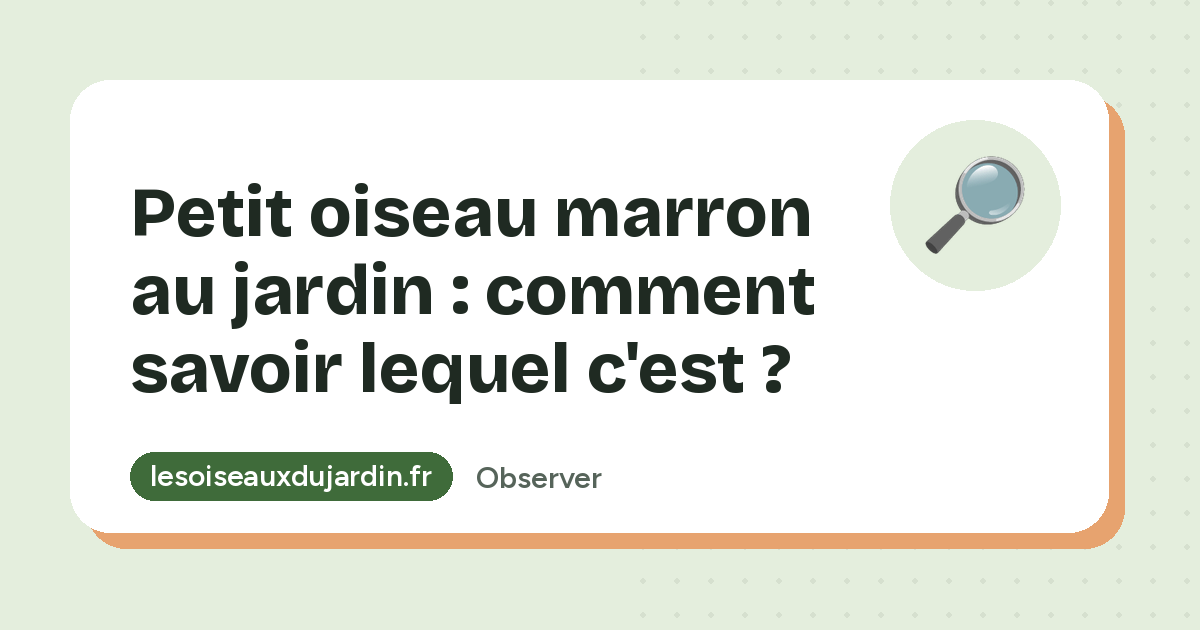 Petit oiseau marron
au jardin : comment
savoir lequel c'est ?
lesoiseauxdujardin.fr
Observer